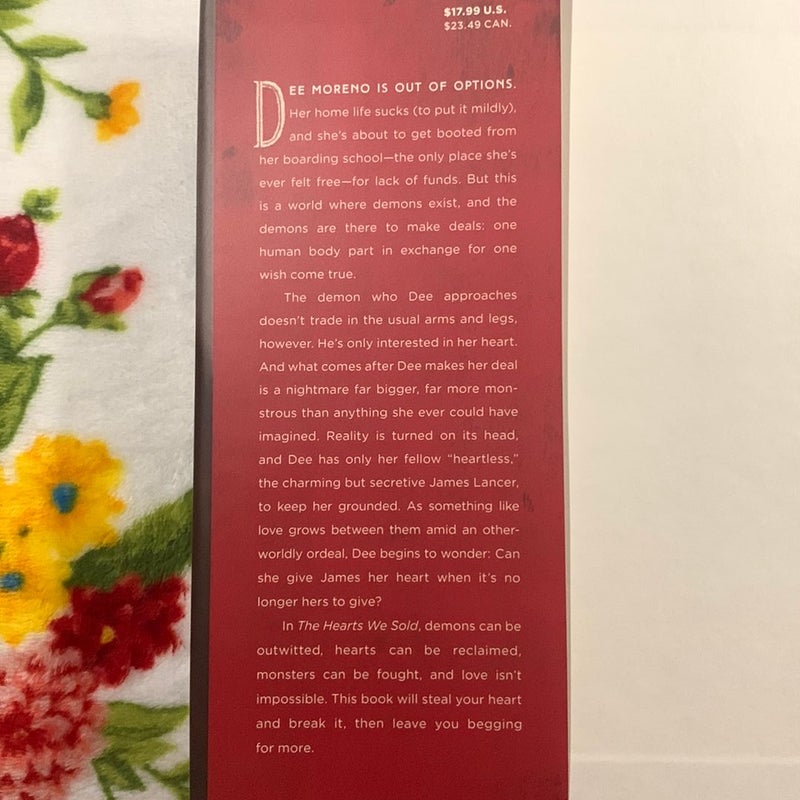 $17.99 U.S.
$23.49 CAN.
DEE MORENO IS OUT OF OPTIONS.
Her home life sucks (to put it mildly),
and she's about to get booted from
her boarding school—the only place she's
ever felt free—for lack of funds. But this
is a world where demons exist, and the
demons are there to make deals: one
human body part in exchange for one
wish come true.
The demon who Dee approaches
doesn't trade in the usual arms and legs,
however. He's only interested in her heart.
And what comes after Dee makes her deal
is a nightmare far bigger, far more mon-
strous than anything she ever could have
imagined. Reality is turned on its head,
and Dee has only her fellow “heartless,”
the charming but secretive James Lancer,
to keep her grounded. As something like
love grows between them amid an other-
worldly ordeal, Dee begins to wonder: Can
she give James her heart when it's no
longer hers to give?
In The Hearts We Sold, demons can be
outwitted, hearts can be reclaimed,
monsters can be fought, and love isn't
impossible. This book will steal your heart
and break it, then leave you begging
for more.